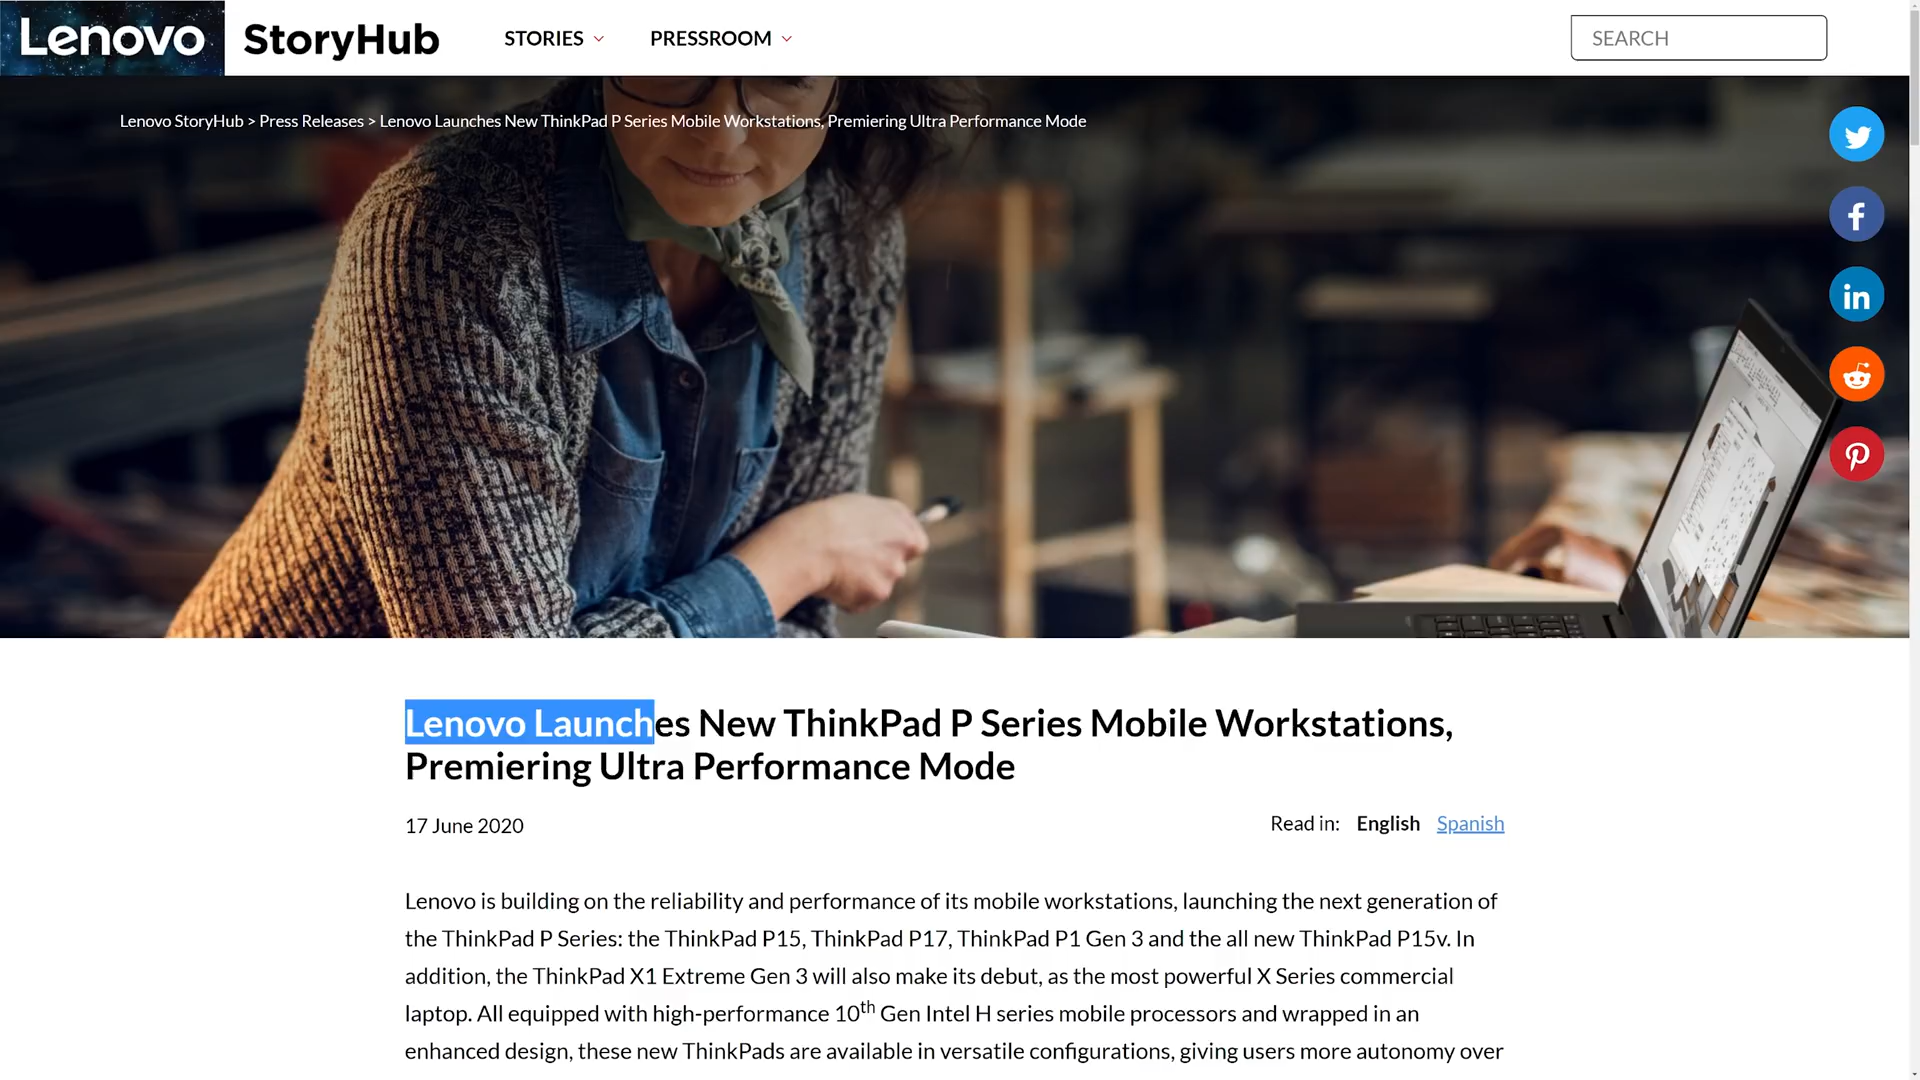 Lenovo StoryHub STORIES PRESSROOM SEARCH
Lenovo StoryHub > Press Releases > Lenovo Launches New ThinkPad P Series Mobile Workstations, Premiering Ultra Performance Mode
Lenovo Launches New ThinkPad P Series Mobile Workstations,
Premiering Ultra Performance Mode
17 June 2020 Read in: English Spanish
Lenovo is building on the reliability and performance of its mobile workstations, launching the next generation of
the ThinkPad P Series: the ThinkPad P15, ThinkPad P17, ThinkPad P1 Gen 3 and the all new ThinkPad P15v. In
addition, the ThinkPad X1 Extreme Gen 3 will also make its debut, as the most powerful X Series commercial
laptop. All equipped with high-performance 10th Gen Intel H series mobile processors and wrapped in an
enhanced design, these new ThinkPads are available in versatile configurations, giving users more autonomy over